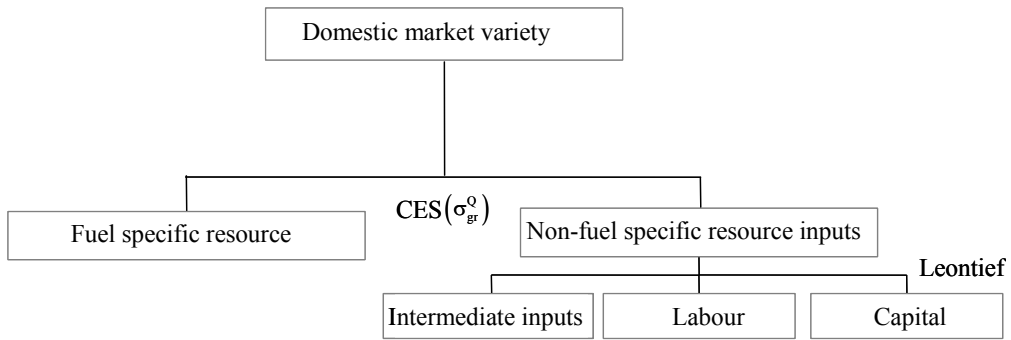 Domestic market variety
CES(σ^Q_gr)
Fuel specific resource
Non-fuel specific resource inputs
Leontief
Intermediate inputs
Labour
Capital